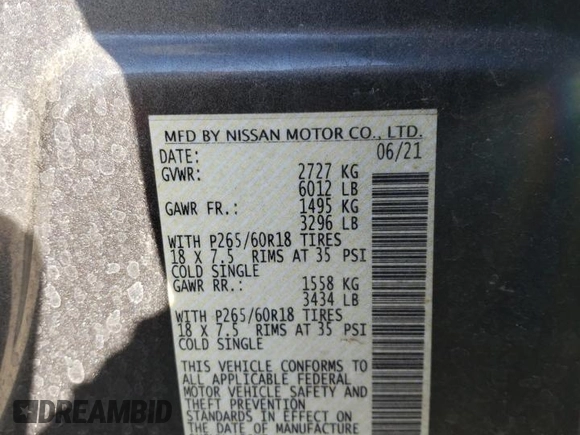 MFD BY NISSAN MOTOR CO., LTD.
DATE: 06/21
GVWR: 2727 KG
6012 LB
GAWR FR.: 1495 KG
3296 LB
WITH P265/60R18 TIRES
18 X 7.5 RIMS AT 35 PSI
COLD SINGLE
GAWR RR.: 1558 KG
3434 LB
WITH P265/60R18 TIRES
18 X 7.5 RIMS AT 35 PSI
COLD SINGLE
THIS VEHICLE CONFORMS TO
ALL APPLICABLE FEDERAL
MOTOR VEHICLE SAFETY AND
THEFT PREVENTION
STANDARDS IN EFFECT ON
THE DATE OF MANUFACTURE
DREAMBID